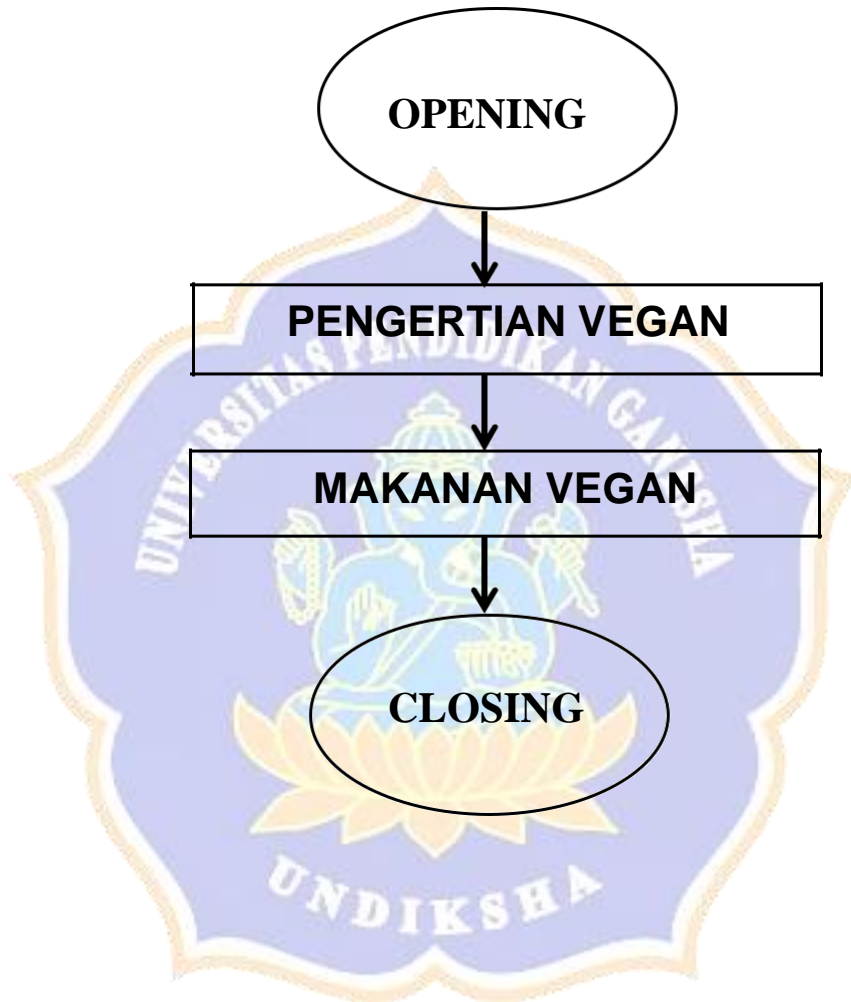 OPENING
PENGERTIAN VEGAN
UNIVERSITAS PENDIDIKAN GANESHA
MAKANAN VEGAN
CLOSING
UNDIKSHA